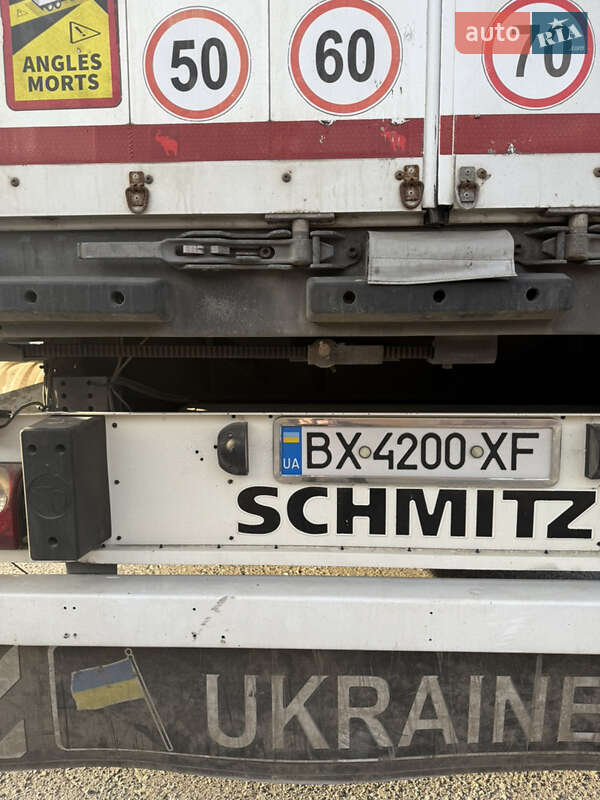 ANGLES
MORTS
50
60
70
auto RIA
UA BX 4200 XF
SCHMITZ
UKRAINE